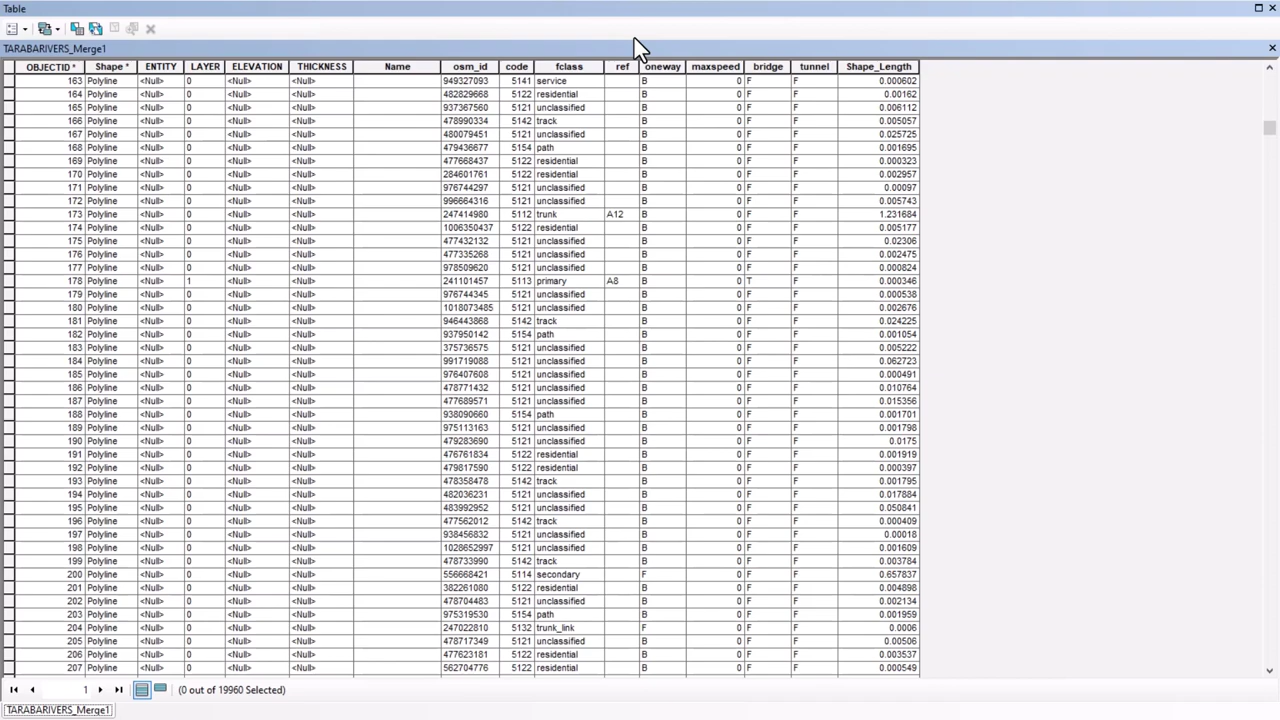 Table
TARABARIVERS_Merge1
OBJECTID * Shape * ENTITY LAYER ELEVATION THICKNESS Name osm_id code fclass ref oneway maxspeed bridge tunnel Shape_Length
163 Polyline <Null> 0 <Null> <Null> 949327093 5141 service B 0 F F 0.000602
164 Polyline <Null> 0 <Null> <Null> 482829668 5122 residential B 0 F F 0.00162
165 Polyline <Null> 0 <Null> <Null> 937367560 5121 unclassified B 0 F F 0.006112
166 Polyline <Null> 0 <Null> <Null> 478990334 5142 track B 0 F F 0.005057
167 Polyline <Null> 0 <Null> <Null> 480079451 5121 unclassified B 0 F F 0.025725
168 Polyline <Null> 0 <Null> <Null> 479436677 5154 path B 0 F F 0.001695
169 Polyline <Null> 0 <Null> <Null> 477668437 5122 residential B 0 F F 0.000323
170 Polyline <Null> 0 <Null> <Null> 284601761 5122 residential B 0 F F 0.002957
171 Polyline <Null> 0 <Null> <Null> 976744297 5121 unclassified B 0 F F 0.00097
172 Polyline <Null> 0 <Null> <Null> 996664316 5121 unclassified B 0 F F 0.005743
173 Polyline <Null> 0 <Null> <Null> 247414980 5112 trunk A12 B 0 F F 1.231684
174 Polyline <Null> 0 <Null> <Null> 1006350437 5122 residential B 0 F F 0.005177
175 Polyline <Null> 0 <Null> <Null> 477432132 5121 unclassified B 0 F F 0.02306
176 Polyline <Null> 0 <Null> <Null> 477335268 5121 unclassified B 0 F F 0.002475
177 Polyline <Null> 0 <Null> <Null> 978509620 5121 unclassified B 0 F F 0.000824
178 Polyline <Null> 1 <Null> <Null> 241101457 5113 primary A8 B 0 T F 0.000346
179 Polyline <Null> 0 <Null> <Null> 976744345 5121 unclassified B 0 F F 0.000538
180 Polyline <Null> 0 <Null> <Null> 1018073485 5121 unclassified B 0 F F 0.002676
181 Polyline <Null> 0 <Null> <Null> 946443868 5142 track B 0 F F 0.024225
182 Polyline <Null> 0 <Null> <Null> 937950142 5154 path B 0 F F 0.001054
183 Polyline <Null> 0 <Null> <Null> 375736575 5121 unclassified B 0 F F 0.005222
184 Polyline <Null> 0 <Null> <Null> 991719088 5121 unclassified B 0 F F 0.062723
185 Polyline <Null> 0 <Null> <Null> 976407608 5121 unclassified B 0 F F 0.000491
186 Polyline <Null> 0 <Null> <Null> 478771432 5121 unclassified B 0 F F 0.010764
187 Polyline <Null> 0 <Null> <Null> 477689571 5121 unclassified B 0 F F 0.015356
188 Polyline <Null> 0 <Null> <Null> 938090660 5154 path B 0 F F 0.001701
189 Polyline <Null> 0 <Null> <Null> 975113163 5121 unclassified B 0 F F 0.001798
190 Polyline <Null> 0 <Null> <Null> 479283690 5121 unclassified B 0 F F 0.0175
191 Polyline <Null> 0 <Null> <Null> 476761834 5122 residential B 0 F F 0.001919
192 Polyline <Null> 0 <Null> <Null> 479817590 5122 residential B 0 F F 0.000397
193 Polyline <Null> 0 <Null> <Null> 478358478 5142 track B 0 F F 0.001795
194 Polyline <Null> 0 <Null> <Null> 482036231 5121 unclassified B 0 F F 0.017884
195 Polyline <Null> 0 <Null> <Null> 483992952 5121 unclassified B 0 F F 0.050841
196 Polyline <Null> 0 <Null> <Null> 477562012 5142 track B 0 F F 0.000409
197 Polyline <Null> 0 <Null> <Null> 938456832 5121 unclassified B 0 F F 0.00018
198 Polyline <Null> 0 <Null> <Null> 1028652997 5121 unclassified B 0 F F 0.001609
199 Polyline <Null> 0 <Null> <Null> 478733990 5142 track B 0 F F 0.003784
200 Polyline <Null> 0 <Null> <Null> 556668421 5114 secondary F 0 F F 0.657837
201 Polyline <Null> 0 <Null> <Null> 382261080 5122 residential B 0 F F 0.004898
202 Polyline <Null> 0 <Null> <Null> 478704483 5121 unclassified B 0 F F 0.002134
203 Polyline <Null> 0 <Null> <Null> 975319530 5154 path B 0 F F 0.001959
204 Polyline <Null> 0 <Null> <Null> 247022810 5132 trunk_link F 0 F F 0.0006
205 Polyline <Null> 0 <Null> <Null> 478717349 5121 unclassified B 0 F F 0.00506
206 Polyline <Null> 0 <Null> <Null> 477623181 5122 residential B 0 F F 0.003537
207 Polyline <Null> 0 <Null> <Null> 562704776 5122 residential B 0 F F 0.000549
1 (0 out of 19960 Selected)
TARABARIVERS_Merge1